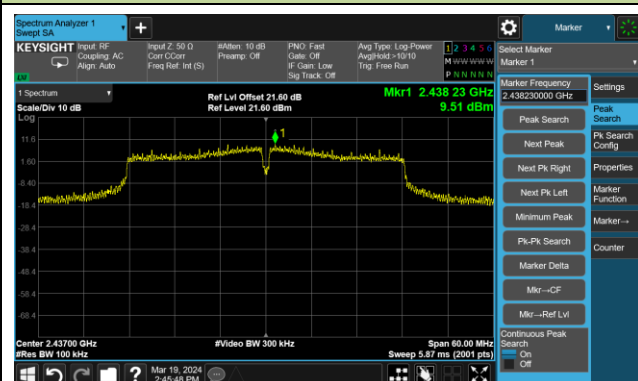 Spectrum Analyzer 1
Swept SA
Marker
KEYSIGHT
Input: RF
Coupling: AC
Align: Auto
Input Z: 50 Ω
Corr CCorr
Freq Ref: Int (S)
#Atten: 10 dB
Preamp: Off
PNO: Fast
Gate: Off
IF Gain: Low
Sig Track: Off
Avg Type: Log-Power
Avg|Hold:>10/10
Trig: Free Run
1 2 3 4 5 6
M W W W W W
P N N N N N
Select Marker
Marker 1
LXI
1 Spectrum
Scale/Div 10 dB
Log
Ref Lvl Offset 21.60 dB
Ref Level 21.60 dBm
Mkr1 2.438 23 GHz
9.51 dBm
1
11.6
1.60
-8.40
-18.4
-28.4
-38.4
-48.4
-58.4
-68.4
Center 2.43700 GHz
#Res BW 100 kHz
#Video BW 300 kHz
Span 60.00 MHz
Sweep 5.87 ms (2001 pts)
Marker Frequency
2.438230000 GHz
Peak Search
Next Peak
Next Pk Right
Next Pk Left
Minimum Peak
Pk-Pk Search
Marker Delta
Mkr→CF
Mkr→Ref Lvl
Continuous Peak
Search
On
Off
Settings
Peak
Search
Pk Search
Config
Properties
Marker
Function
Marker→
Counter
Mar 19, 2024
2:45:48 PM